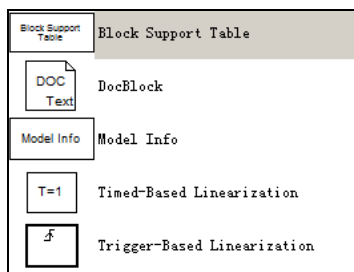 Block Support
Table
Block Support Table
DOC
Text
DocBlock
Model Info
Model Info
T=1
Timed-Based Linearization
Trigger-Based Linearization